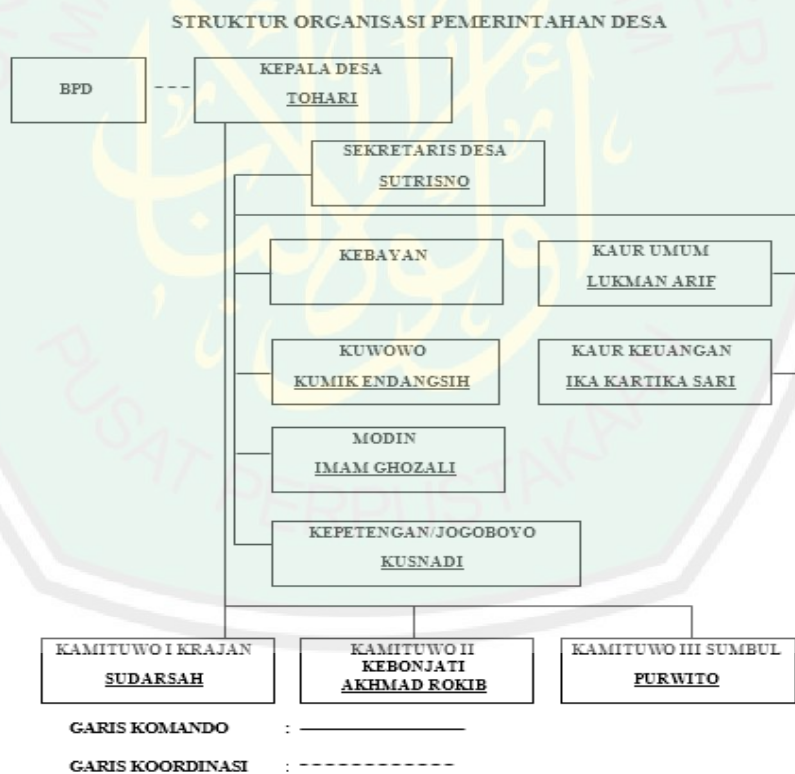 STRUKTUR ORGANISASI PEMERINTAHAN DESA
BPD
KEPALA DESA
TOHARI
SEKRETARIS DESA
SUTRISNO
KEBAYAN
KAUR UMUM
LUKMAN ARIF
KUWOWO
KUMIK ENDANGSIH
KAUR KEUANGAN
IKA KARTIKA SARI
MODIN
IMAM GHOZALI
KEPETENGAN/JOGOBOYO
KUSNADI
KAMITUWO I KRAJAN
SUDARSAH
KAMITUWO II
KEBONJATI
AKHMAD ROKIB
KAMITUWO III SUMBUL
PURWITO
GARIS KOMANDO :
GARIS KOORDINASI :
PUSAT PERPUSTAKAAN